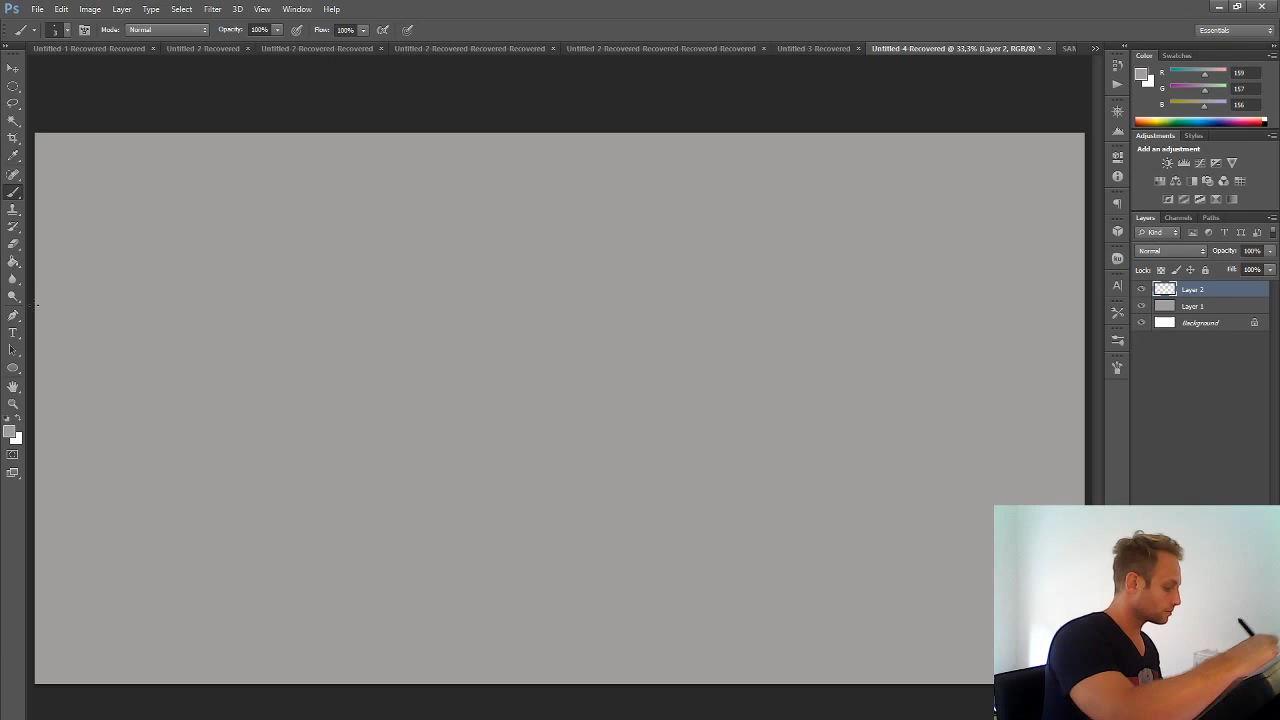 Ps File Edit Image Layer Type Select Filter 3D View Window Help
3 Mode: Normal Opacity: 100% Flow: 100% Essentials
Untitled-1-Recovered-Recovered × Untitled-2-Recovered × Untitled-2-Recovered-Recovered × Untitled-2-Recovered-Recovered-Recovered × Untitled-2-Recovered-Recovered-Recovered-Recovered × Untitled-3-Recovered × Untitled-4-Recovered @ 33,3% (Layer 2, RGB/8) * × SAN
Color Swatches
R 159
G 157
B 156
Adjustments Styles
Add an adjustment
Layers Channels Paths
Kind
Normal Opacity: 100%
Lock: Fill: 100%
Layer 2
Layer 1
Background